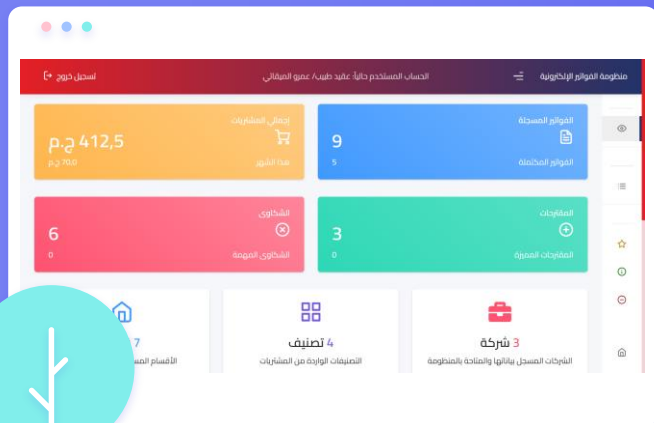 منظومة الفواتير الإلكترونية
الحساب المستخدم حالياً: عقيد طبيب/ عمرو الميقاتي
تسجيل خروج
الفواتير المسجلة
9
الفواتير المكتملة
5
إجمالي المشتريات
412,5 ج.م
هذا الشهر
70,0 ج.م
المقترحات
3
المقترحات المميزة
0
الشكاوى
6
الشكاوى المهمة
0
3 شركة
الشركات المسجل بياناتها والمتاحة بالمنظومة
4 تصنيف
التصنيفات الواردة من المشتريات
7
الأقسام